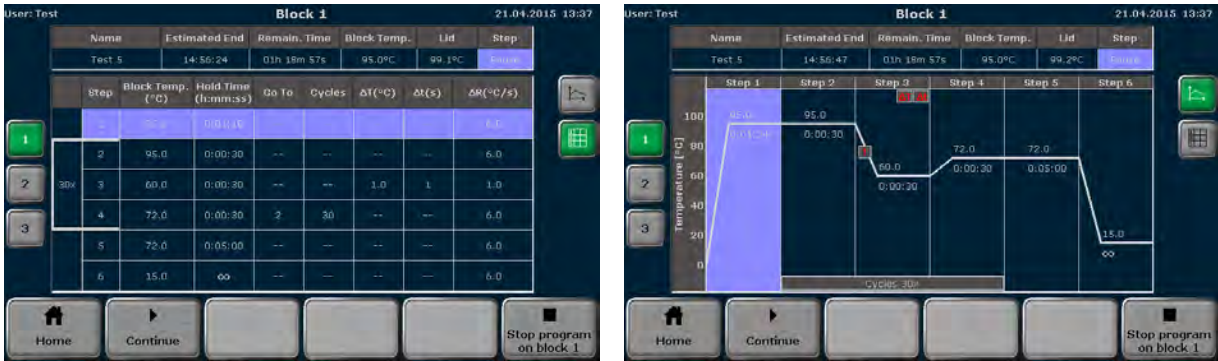 User: Test Block 1 21.04.2015 13:37
Name Estimated End Remain. Time Block Temp. Lid Step
Test 5 14:56:24 01h 18m 57s 95.0ºC 99.1ºC Pause
Step Block Temp. (°C) Hold Time (h:mm:ss) Go To Cycles ΔT(°C) Δt(s) ΔR(°C/s)
6.0
2 95.0 0:00:30 -- -- -- -- 6.0
30x 3 60.0 0:00:30 -- -- 1.0 1 1.0
4 72.0 0:00:30 2 30 -- -- 6.0
5 72.0 0:05:00 -- -- -- -- 6.0
6 15.0 ∞ -- -- -- -- 6.0
1
2
3
Home Continue Stop program
on block 1
User: Test Block 1 21.04.2015 13:37
Name Estimated End Remain. Time Block Temp. Lid Step
Test 5 14:56:47 01h 18m 57s 95.0ºC 99.2ºC Pause
Step 1 Step 2 Step 3 Step 4 Step 5 Step 6
Temperature [°C]
100
80
60
40
20
0
95.0 95.0 60.0 72.0 72.0 15.0
0:00:30 0:00:30 0:00:30 0:05:00 ∞
Cycles 30x
1
2
3
Home Continue Stop program
on block 1